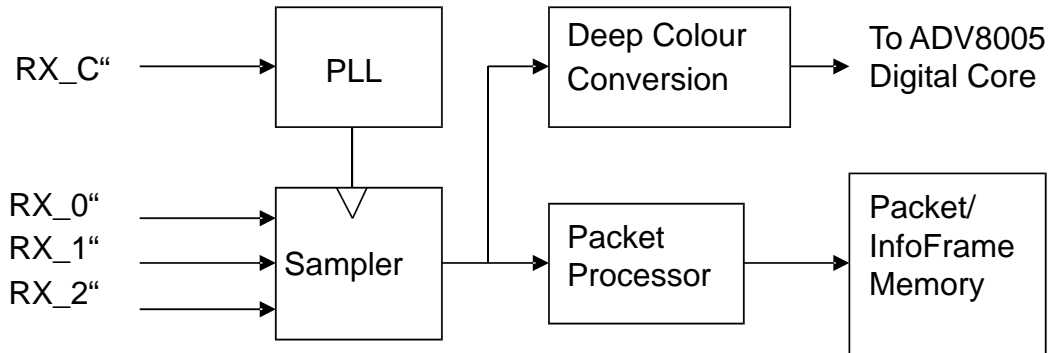 RX_C“
PLL
Deep Colour
Conversion
To ADV8005
Digital Core
RX_0“
RX_1“
RX_2“
Sampler
Packet
Processor
Packet/
InfoFrame
Memory